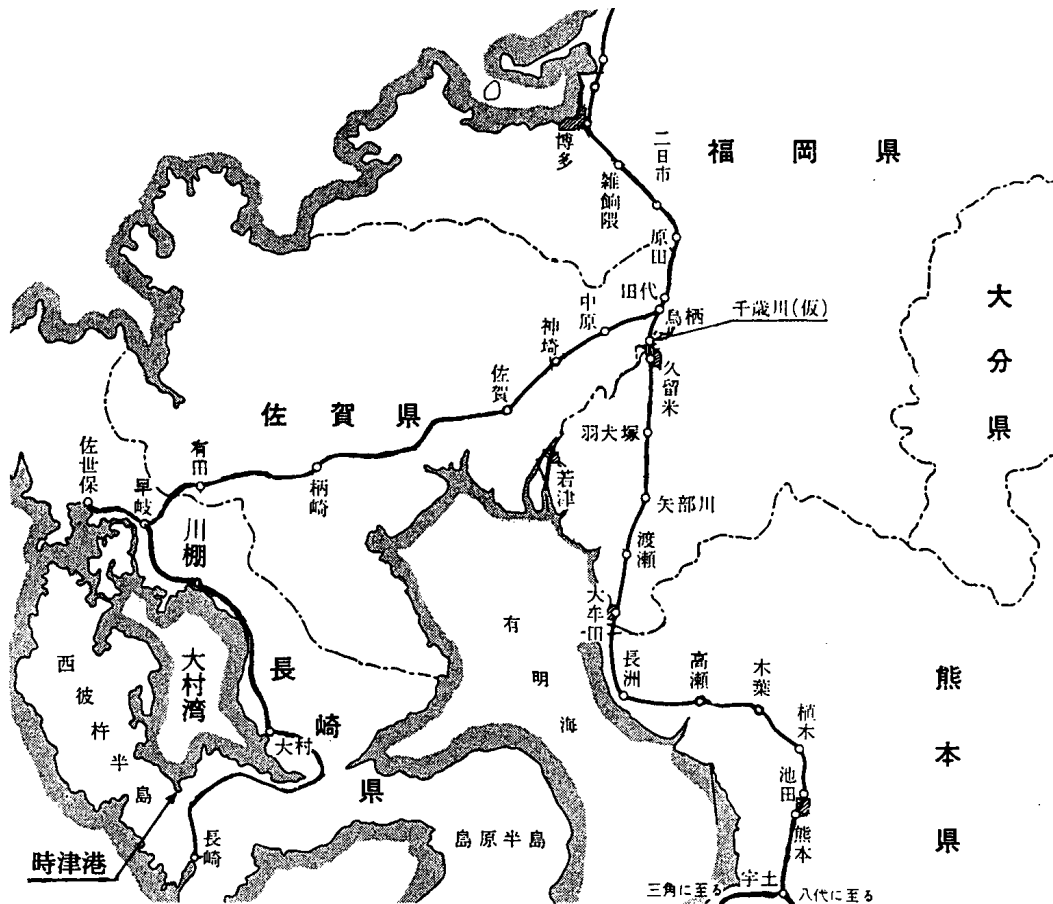 福岡県
博多
二日市
雑餉隈
原田
田代
中原
鳥栖
千歳川(仮)
神埼
久留米
大分県
佐賀
佐賀県
羽犬塚
佐世保
早岐
有田
柄崎
若津
矢部川
川棚
渡瀬
大牟田
有明海
長洲
高瀬
木葉
植木
池田
熊本
熊本県
西彼杵半島
大村湾
長崎県
大村
時津港
長崎
島原半島
三角に至る
宇土
八代に至る